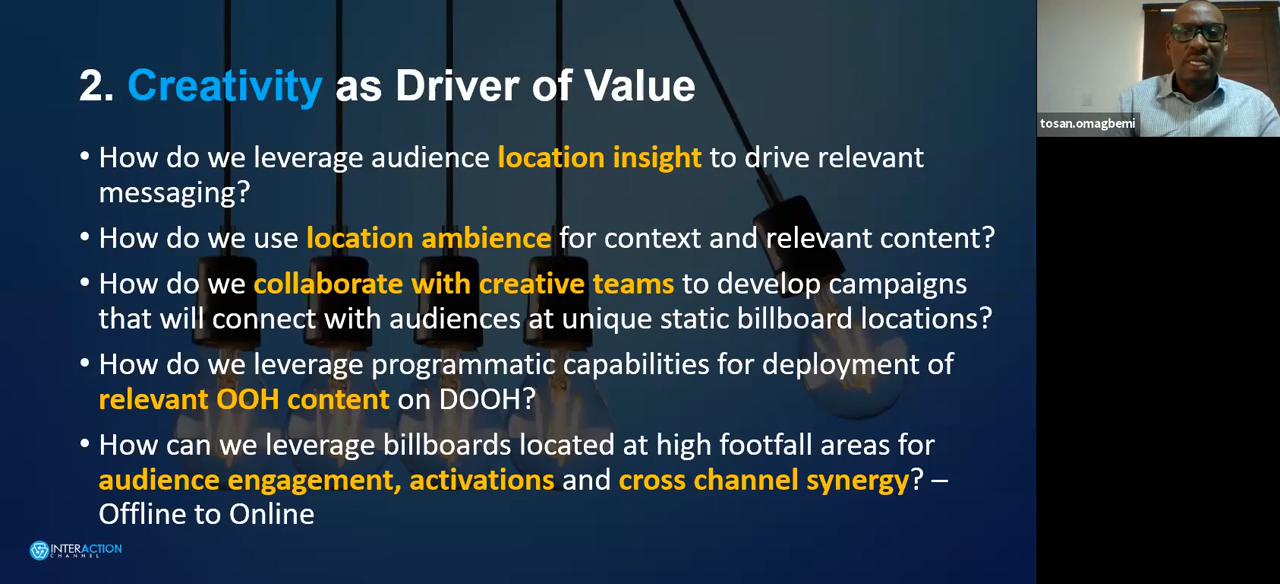 2. Creativity as Driver of Value
• How do we leverage audience location insight to drive relevant
messaging?
• How do we use location ambience for context and relevant content?
• How do we collaborate with creative teams to develop campaigns
that will connect with audiences at unique static billboard locations?
• How do we leverage programmatic capabilities for deployment of
relevant OOH content on DOOH?
• How can we leverage billboards located at high footfall areas for
audience engagement, activations and cross channel synergy? –
Offline to Online
INTERACTION
CHANNEL
tosan.omagbemi